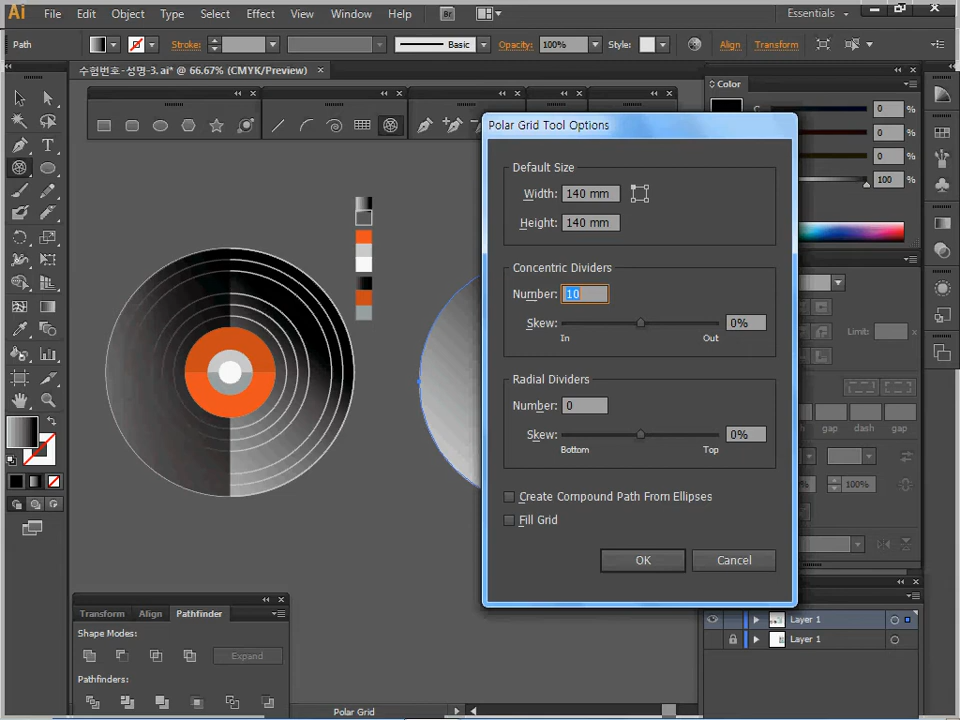 Ai File Edit Object Type Select Effect View Window Help Br Essentials
Path Stroke: Basic Opacity: 100% Style: Align Transform
수험번호-성명-3.ai* @ 66.67% (CMYK/Preview)
Color
C 0 %
0 %
0 %
100 %
Polar Grid Tool Options
Default Size
Width: 140 mm
Height: 140 mm
Concentric Dividers
Number: 10
Skew: 0%
In Out
Radial Dividers
Number: 0
Skew: 0%
Bottom Top
Create Compound Path From Ellipses
Fill Grid
OK Cancel
Limit:
gap dash gap
100%
Transform Align Pathfinder
Shape Modes:
Expand
Pathfinders:
Layer 1
Layer 1
Polar Grid